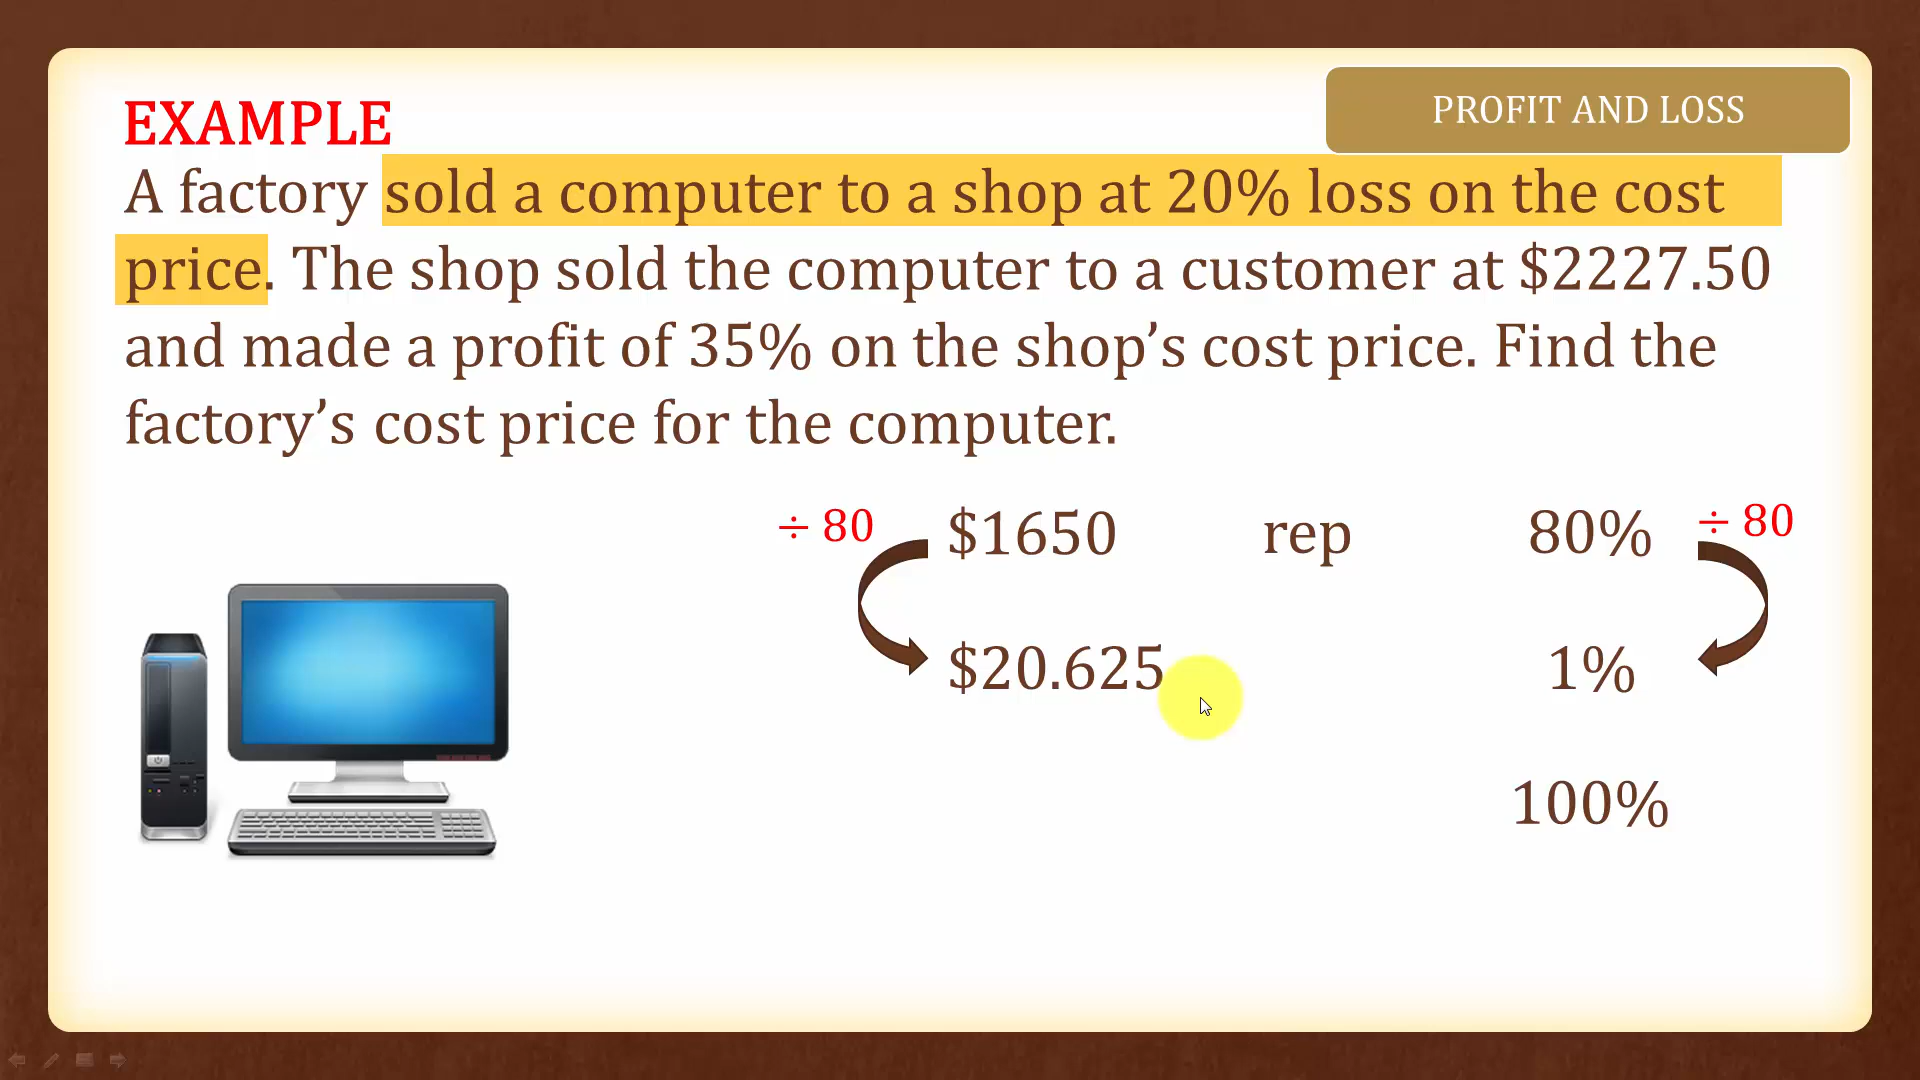 PROFIT AND LOSS
EXAMPLE
A factory sold a computer to a shop at 20% loss on the cost
price. The shop sold the computer to a customer at $2227.50
and made a profit of 35% on the shop’s cost price. Find the
factory’s cost price for the computer.
÷ 80 $1650 rep 80% ÷ 80
$20.625 1%
100%